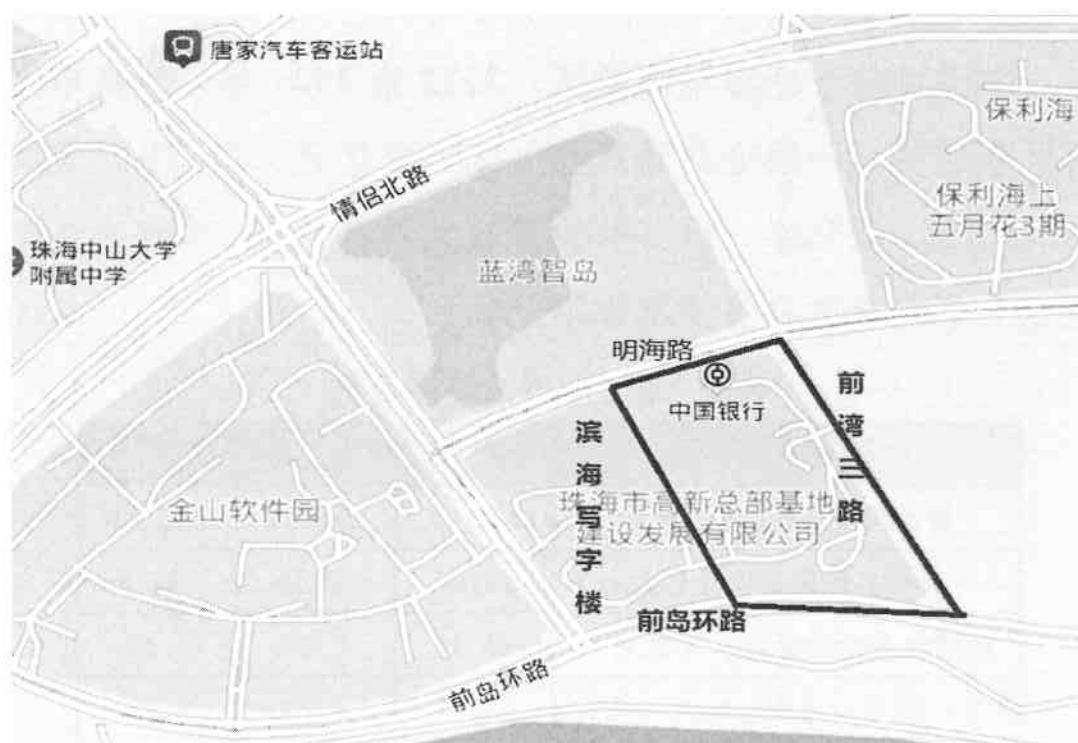 唐家汽车客运站
保利海
情侣北路
保利海上
五月花3期
珠海中山大学
附属中学
蓝湾智岛
明海路
中国银行
前湾三路
滨海写字楼
金山软件园
珠海市高新总部基地
建设发展有限公司
前岛环路
前岛环路